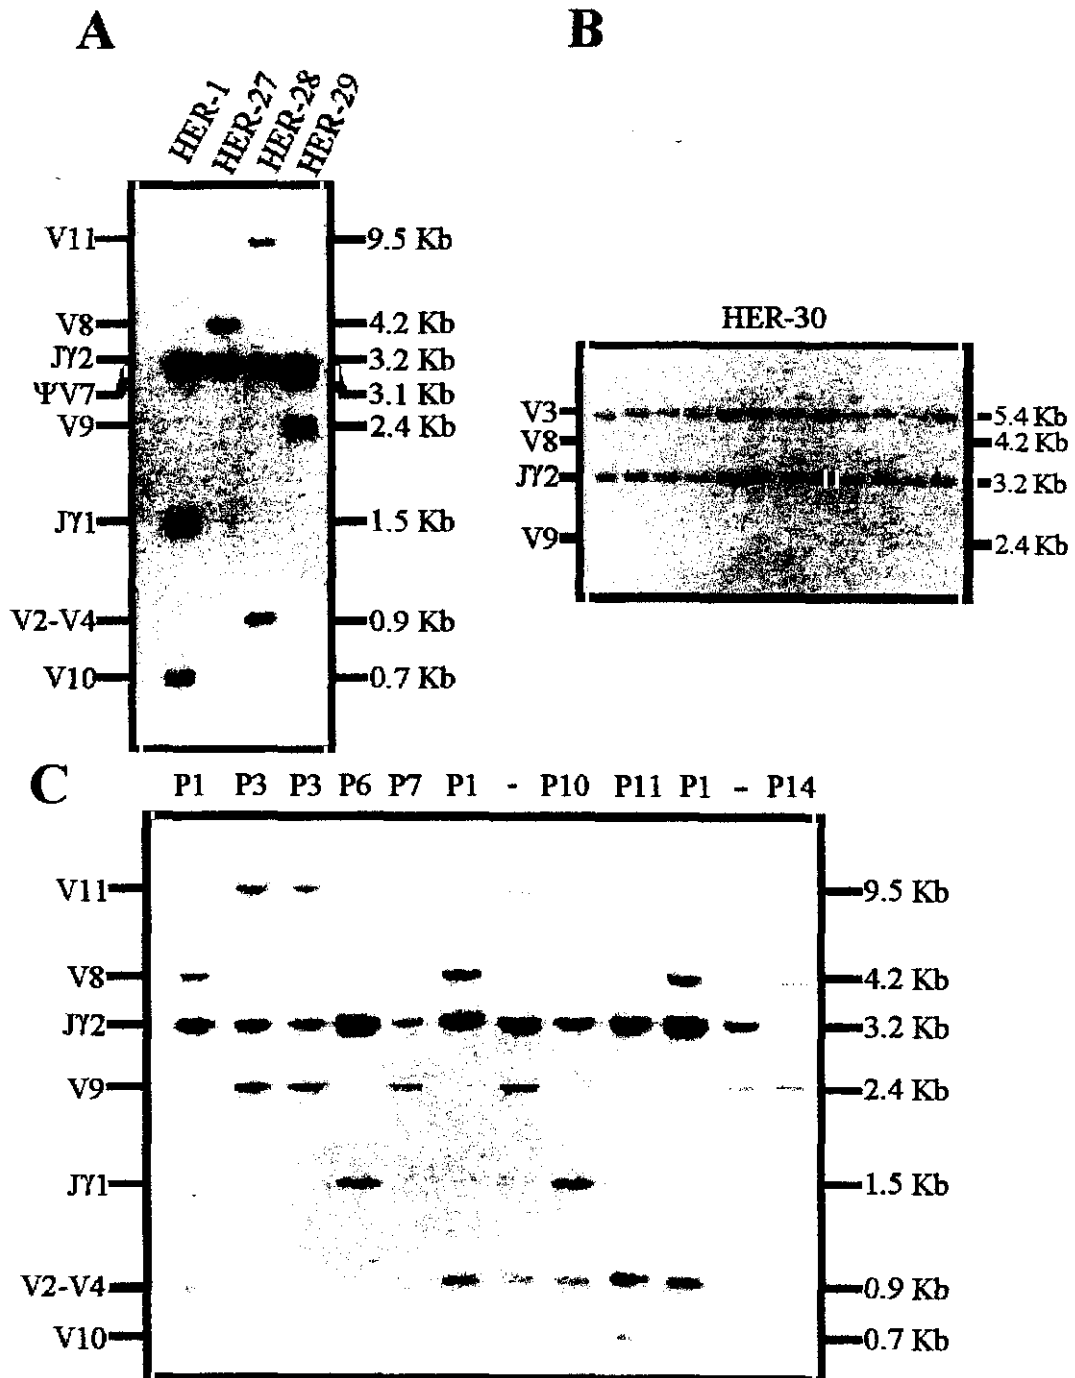 A
HER-1
HER-27
HER-28
HER-29
V11
V8
Jγ2
ΨV7
V9
Jγ1
V2-V4
V10
9.5 Kb
4.2 Kb
3.2 Kb
3.1 Kb
2.4 Kb
1.5 Kb
0.9 Kb
0.7 Kb
B
HER-30
V3
V8
Jγ2
V9
5.4 Kb
4.2 Kb
3.2 Kb
2.4 Kb
C
P1 P3 P3 P6 P7 P1 - P10 P11 P1 - P14
V11
V8
Jγ2
V9
Jγ1
V2-V4
V10
9.5 Kb
4.2 Kb
3.2 Kb
2.4 Kb
1.5 Kb
0.9 Kb
0.7 Kb